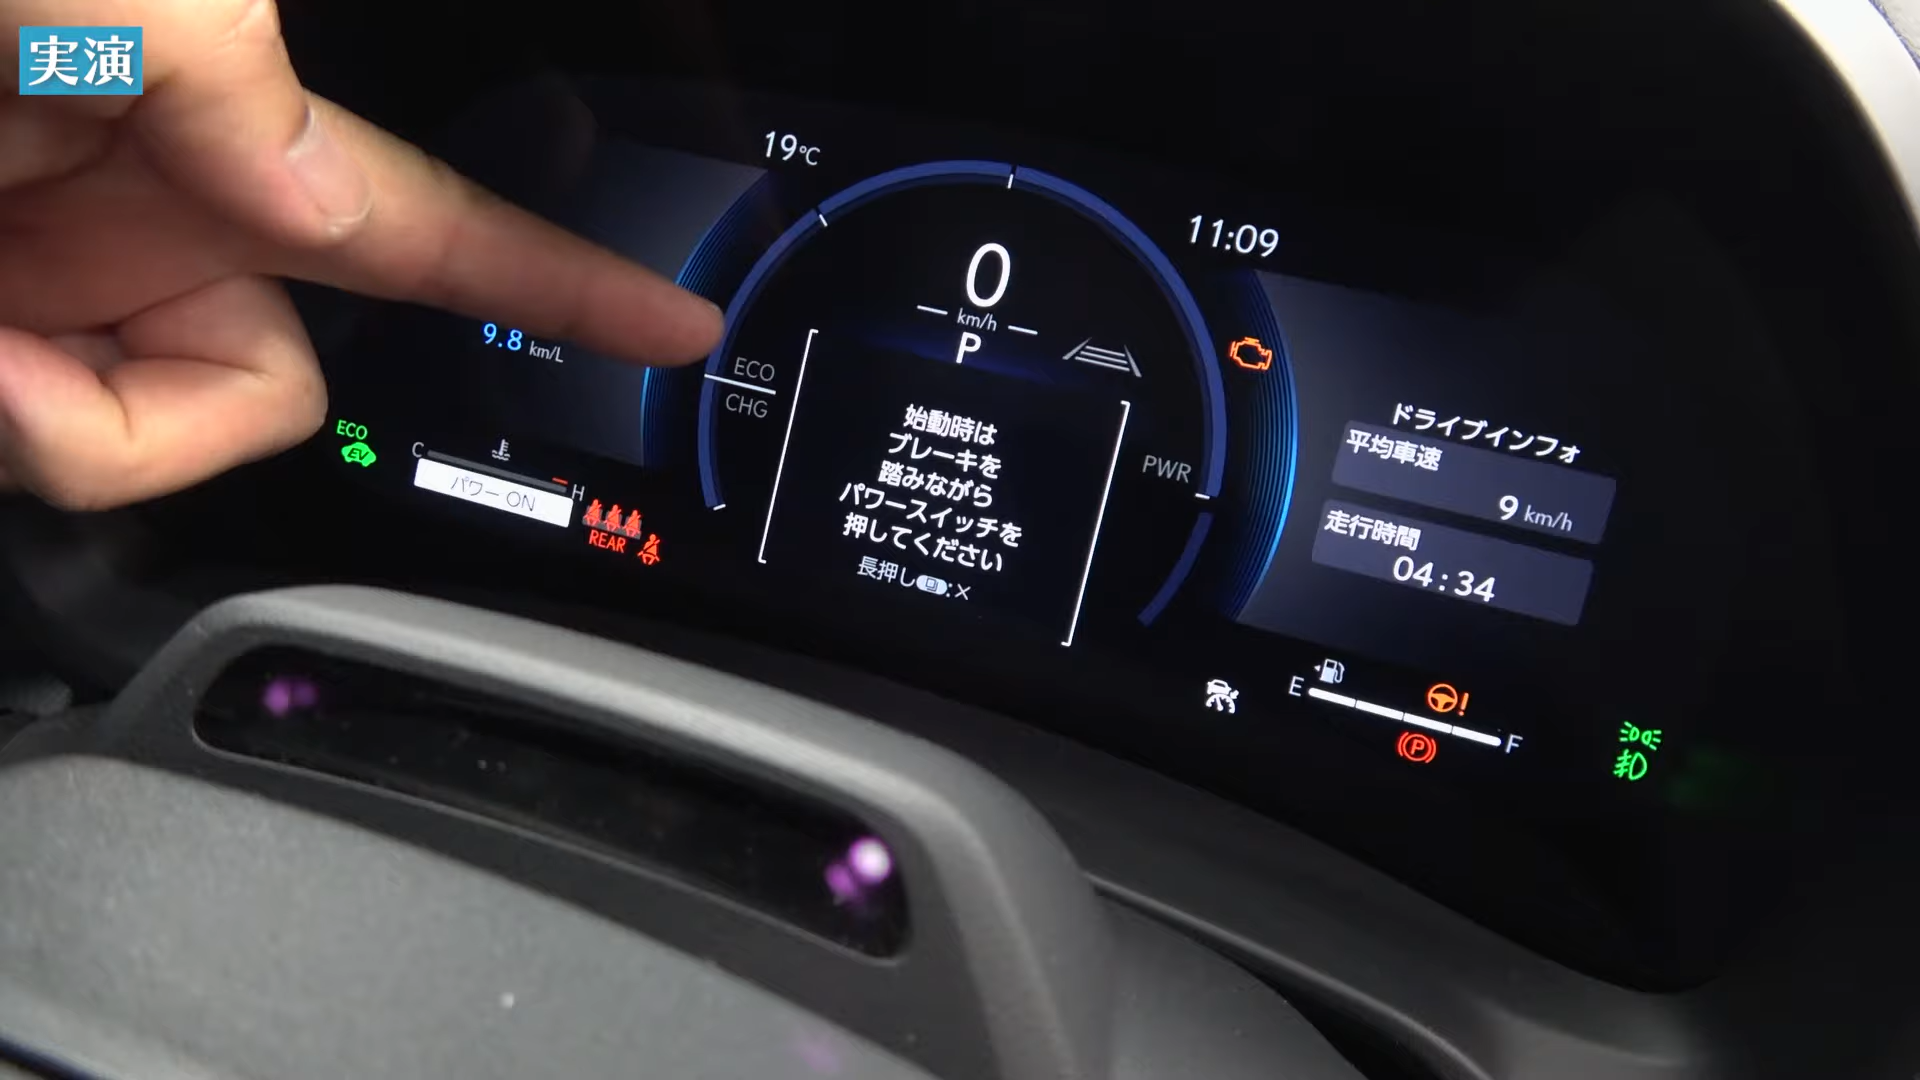 実演
19℃
11:09
0
km/h
P
9.8 km/L
ECO
CHG
PWR
始動時は
ブレーキを
踏みながら
パワースイッチを
押してください
長押し:×
ECO
EV
C
H
パワー ON
REAR
ドライブインフォ
平均車速
9 km/h
走行時間
04:34
E
F
P